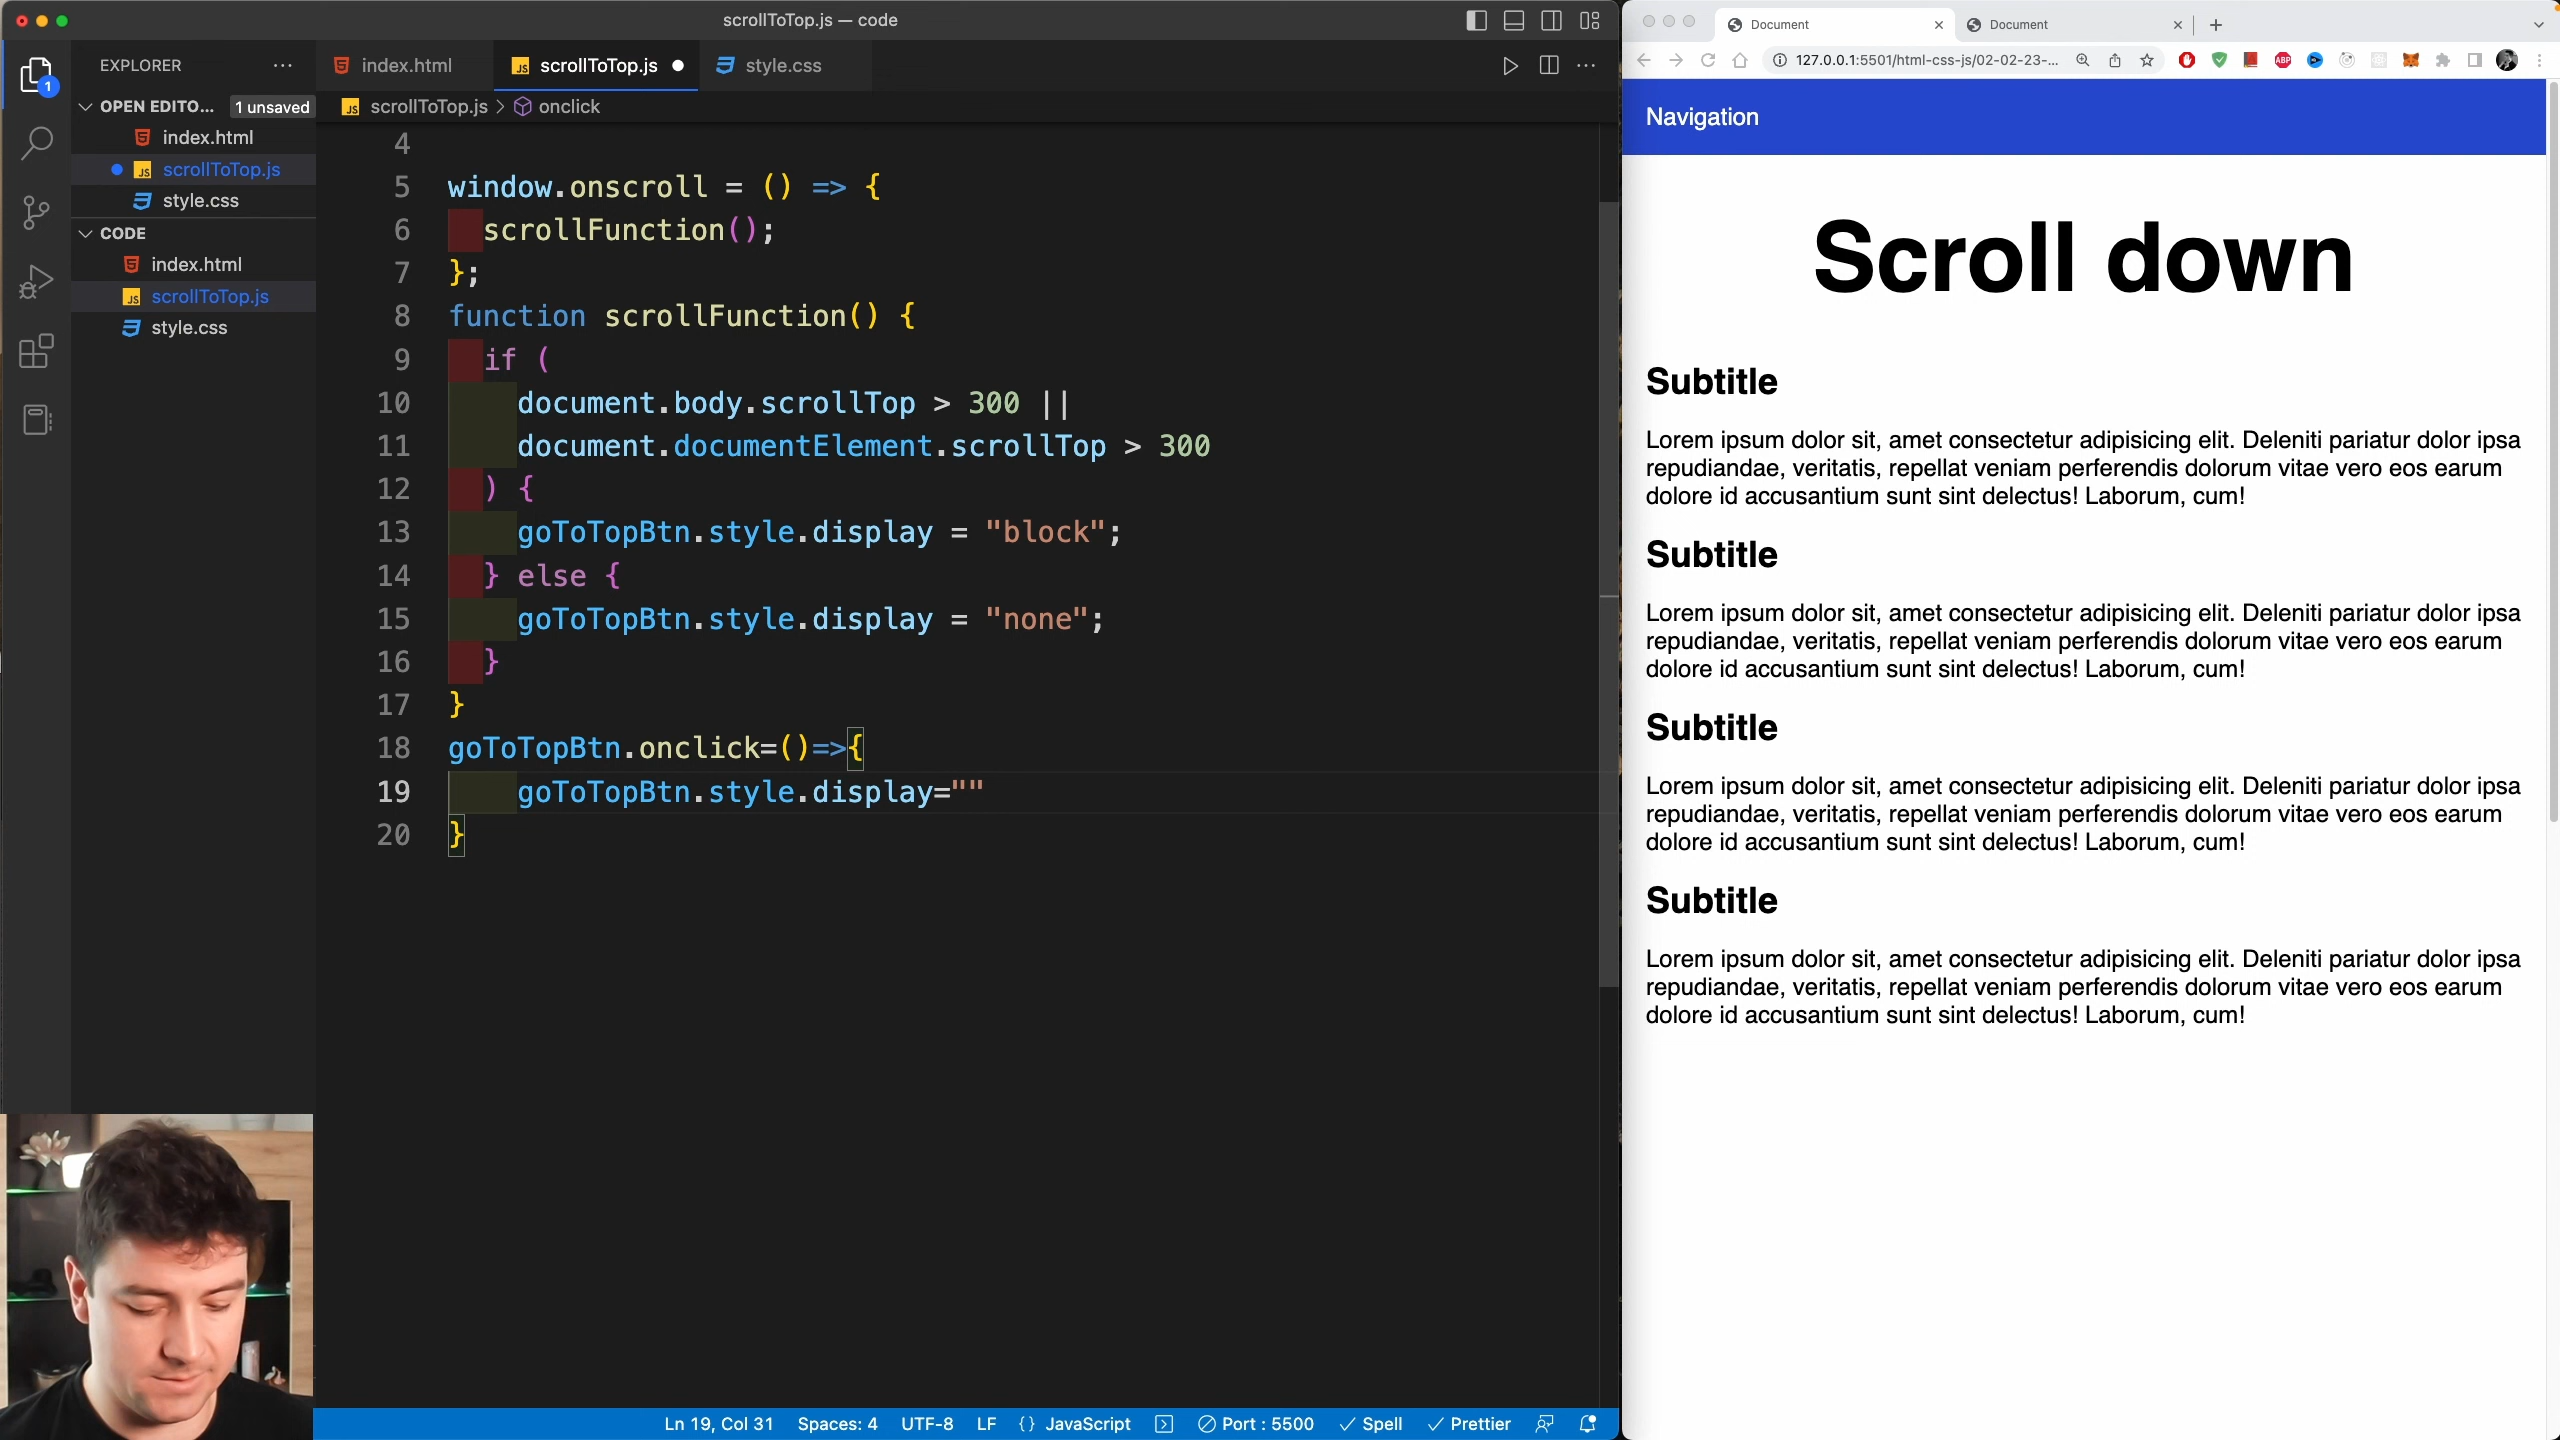 scrollToTop.js — code
EXPLORER
OPEN EDITO... 1 unsaved
index.html
scrollToTop.js
style.css
CODE
index.html
scrollToTop.js
style.css
1
index.html
scrollToTop.js
style.css
scrollToTop.js > onclick
4
5 window.onscroll = () => {
6 scrollFunction();
7 };
8 function scrollFunction() {
9 if (
10 document.body.scrollTop > 300 ||
11 document.documentElement.scrollTop > 300
12 ) {
13 goToTopBtn.style.display = "block";
14 } else {
15 goToTopBtn.style.display = "none";
16 }
17 }
18 goToTopBtn.onclick=()=>{
19 goToTopBtn.style.display=""
20 }
Ln 19, Col 31 Spaces: 4 UTF-8 LF {} JavaScript Port : 5500 Spell Prettier
Document
Document
127.0.0.1:5501/html-css-js/02-02-23-...
ABP
Navigation
Scroll down
Subtitle
Lorem ipsum dolor sit, amet consectetur adipisicing elit. Deleniti pariatur dolor ipsa
repudiandae, veritatis, repellat veniam perferendis dolorum vitae vero eos earum
dolore id accusantium sunt sint delectus! Laborum, cum!
Subtitle
Lorem ipsum dolor sit, amet consectetur adipisicing elit. Deleniti pariatur dolor ipsa
repudiandae, veritatis, repellat veniam perferendis dolorum vitae vero eos earum
dolore id accusantium sunt sint delectus! Laborum, cum!
Subtitle
Lorem ipsum dolor sit, amet consectetur adipisicing elit. Deleniti pariatur dolor ipsa
repudiandae, veritatis, repellat veniam perferendis dolorum vitae vero eos earum
dolore id accusantium sunt sint delectus! Laborum, cum!
Subtitle
Lorem ipsum dolor sit, amet consectetur adipisicing elit. Deleniti pariatur dolor ipsa
repudiandae, veritatis, repellat veniam perferendis dolorum vitae vero eos earum
dolore id accusantium sunt sint delectus! Laborum, cum!